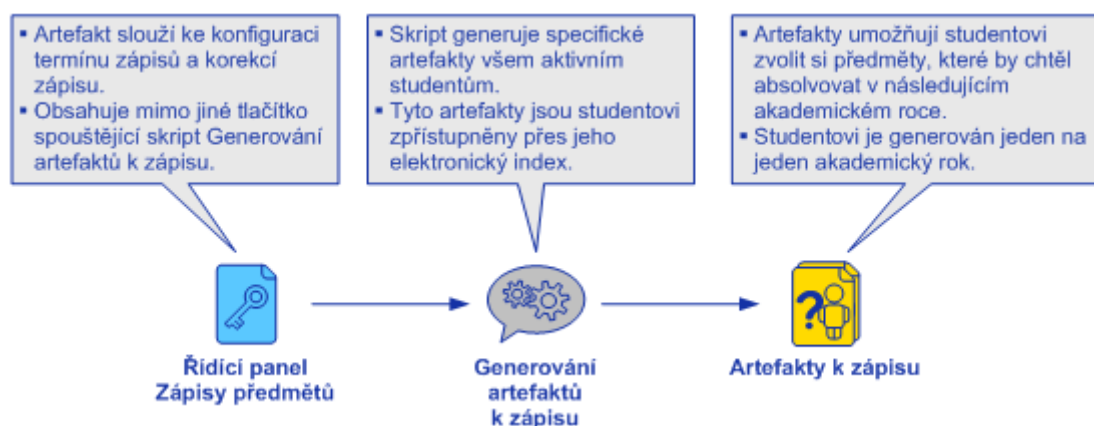 ▪ Artefakt slouží ke konfiguraci
termínu zápisů a korekcí
zápisu.
▪ Obsahuje mimo jiné tlačítko
spouštějící skript Generování
artefaktů k zápisu.
▪ Skript generuje specifické
artefakty všem aktivním
studentům.
▪ Tyto artefakty jsou studentovi
zpřístupněny přes jeho
elektronický index.
▪ Artefakty umožňují studentovi
zvolit si předměty, které by chtěl
absolvovat v následujícím
akademickém roce.
▪ Studentovi je generován jeden na
jeden akademický rok.
?
Řídící panel
Zápisy předmětů
Generování
artefaktů
k zápisu
Artefakty k zápisu